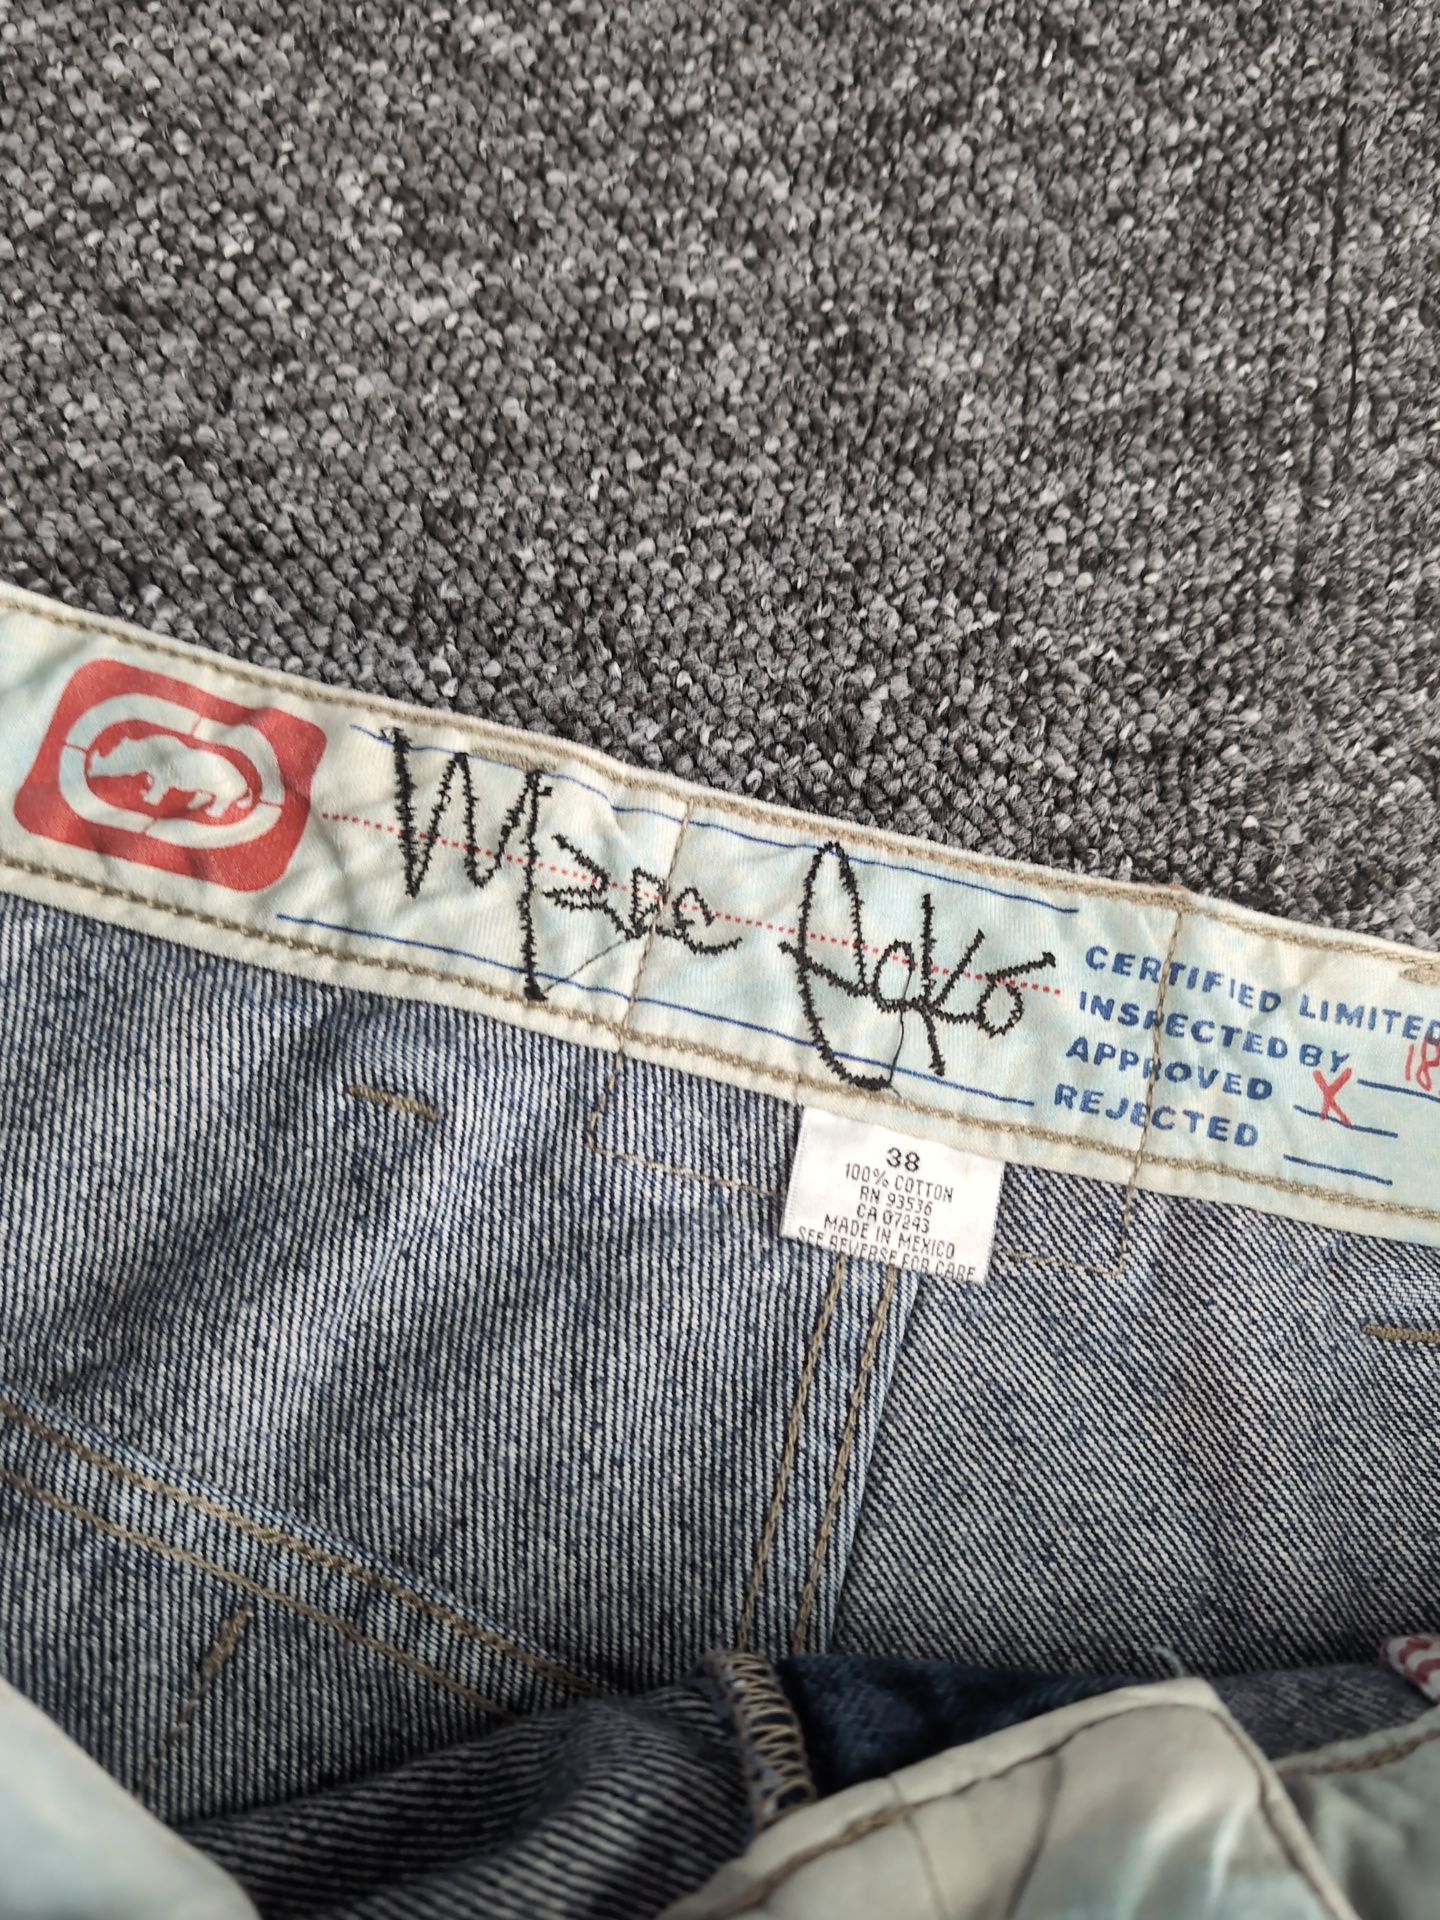 Marc Ecko
CERTIFIED LIMITED
INSPECTED BY 18
APPROVED X
REJECTED
38
100% COTTON
RN 93536
CA 07243
MADE IN MEXICO
SEE REVERSE FOR CARE